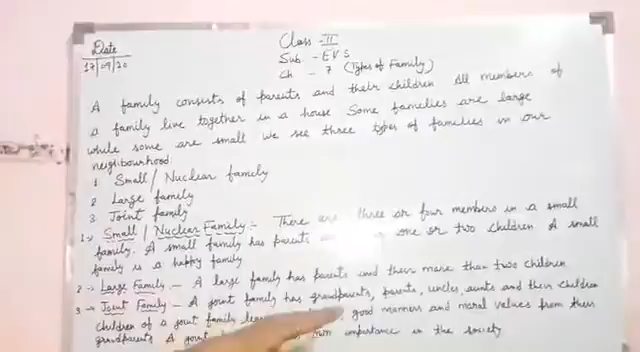 Date
17/09/20
Class - III
Sub. - EVS
Ch - 7 (Types of Family)
A family consists of parents and their children All members of
a family live together in a house Some families are large
while some are small We see three types of families in our
neighbourhood.
1 Small / Nuclear family
2 Large family
3. Joint family
1 → Small / Nuclear Family :- There are three or four members in a small
family. A small family has parents one or two children A small
family is a happy family
2 → Large Family - A large family has parents and their more than two children
3 → Joint Family - A joint family has grandparents, parents, uncles, aunts and their children
children of a joint family good manners and moral values from their
grandparents A importance in the society